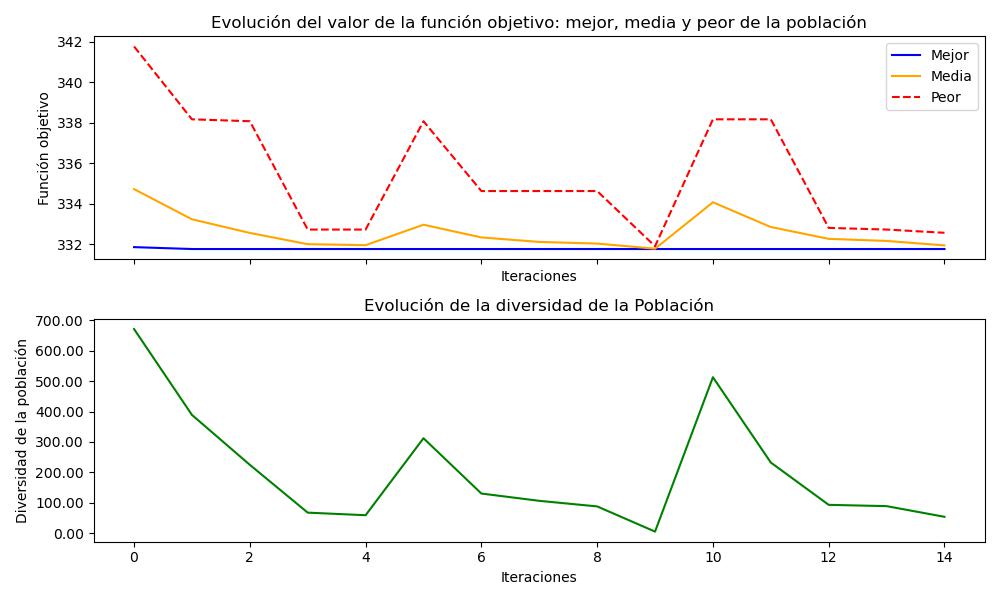 Evolución del valor de la función objetivo: mejor, media y peor de la población
342
340
338
336
334
332
Función objetivo
Mejor
Media
Peor
Iteraciones
Evolución de la diversidad de la Población
700.00
600.00
500.00
400.00
300.00
200.00
100.00
0.00
Diversidad de la población
0 2 4 6 8 10 12 14
Iteraciones